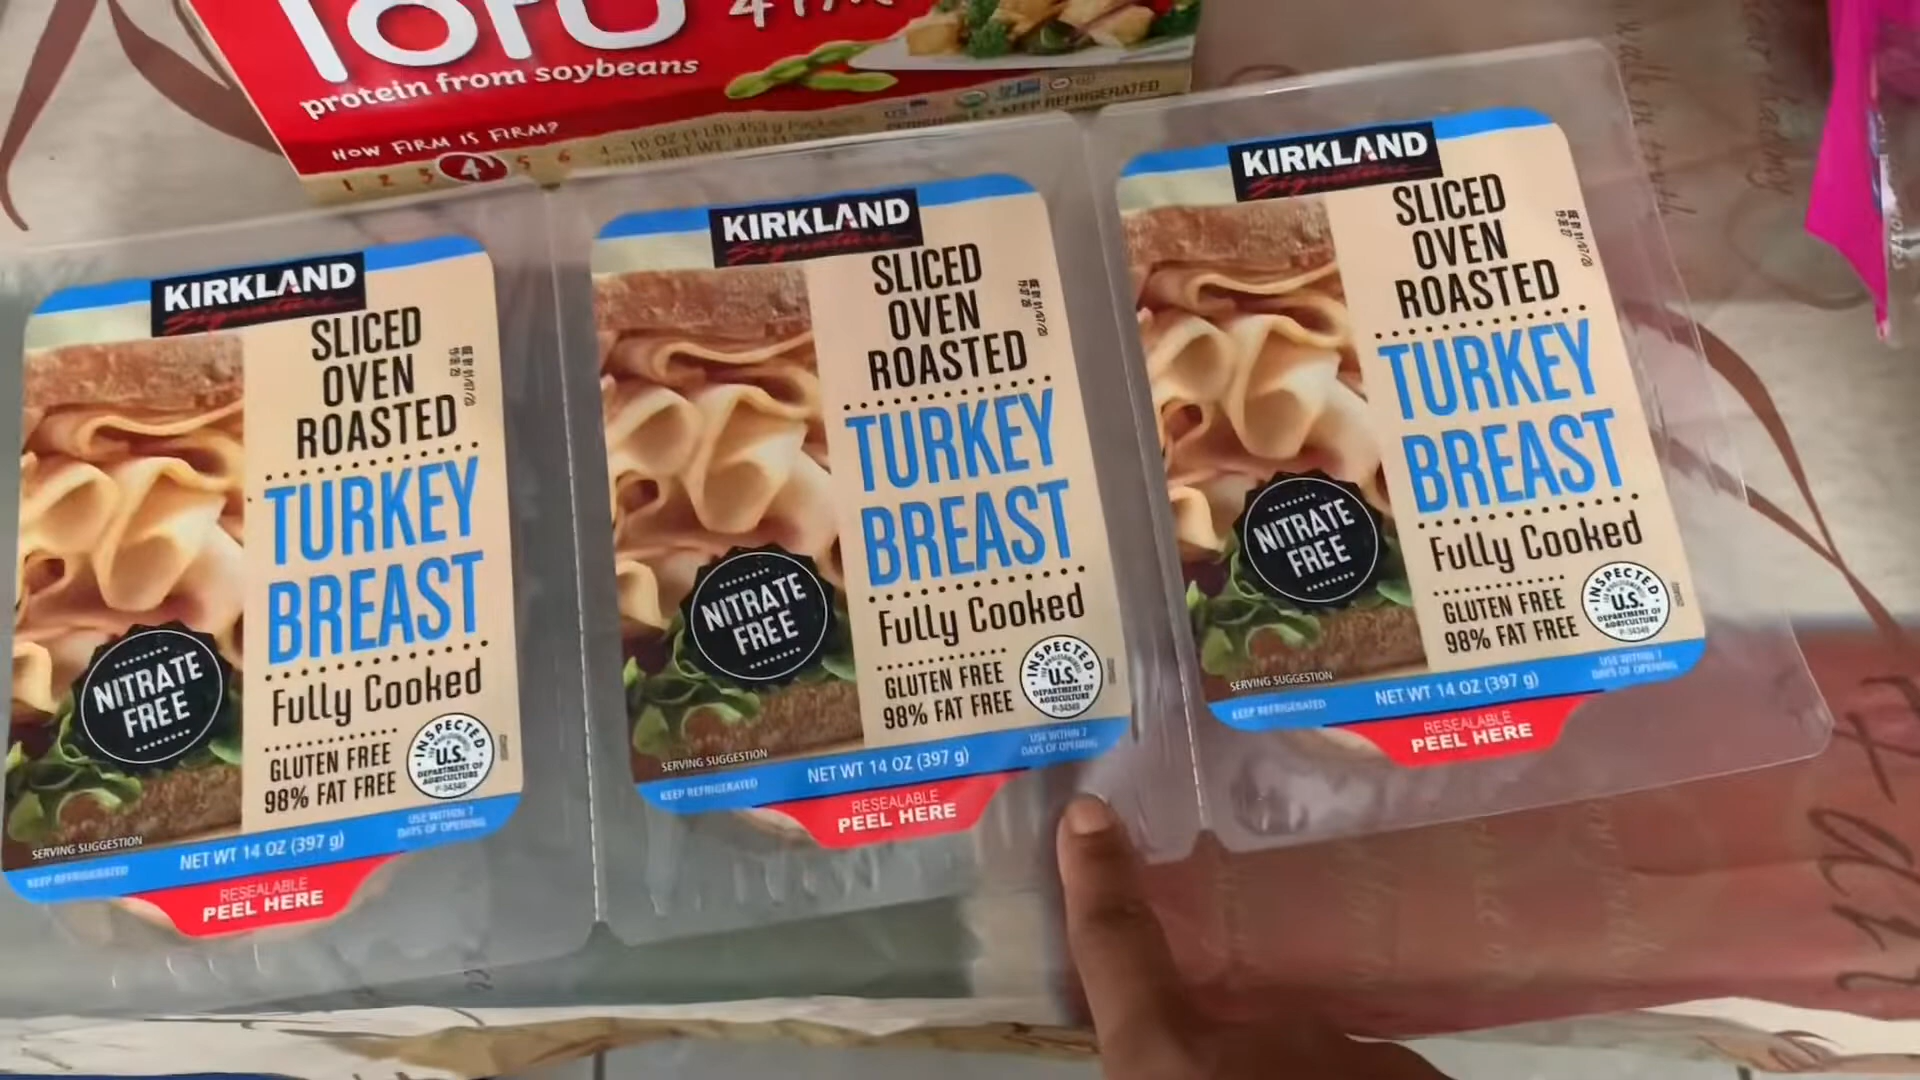 TOFU
protein from soybeans
HOW FIRM IS FIRM?
1 2 3 4 5 6
KEEP REFRIGERATED
KIRKLAND
Signature
SLICED
OVEN
ROASTED
TURKEY
BREAST
Fully Cooked
NITRATE
FREE
GLUTEN FREE
98% FAT FREE
INSPECTED
U.S.
DEPARTMENT OF
AGRICULTURE
P-34349
SERVING SUGGESTION
KEEP REFRIGERATED
NET WT 14 OZ (397 g)
USE WITHIN 7
DAYS OF OPENING
RESEALABLE
PEEL HERE
KIRKLAND
Signature
SLICED
OVEN
ROASTED
TURKEY
BREAST
Fully Cooked
NITRATE
FREE
GLUTEN FREE
98% FAT FREE
INSPECTED
U.S.
DEPARTMENT OF
AGRICULTURE
P-34349
SERVING SUGGESTION
KEEP REFRIGERATED
NET WT 14 OZ (397 g)
USE WITHIN 7
DAYS OF OPENING
RESEALABLE
PEEL HERE
KIRKLAND
Signature
SLICED
OVEN
ROASTED
TURKEY
BREAST
Fully Cooked
NITRATE
FREE
GLUTEN FREE
98% FAT FREE
INSPECTED
U.S.
DEPARTMENT OF
AGRICULTURE
P-34349
SERVING SUGGESTION
KEEP REFRIGERATED
NET WT 14 OZ (397 g)
USE WITHIN 7
DAYS OF OPENING
RESEALABLE
PEEL HERE